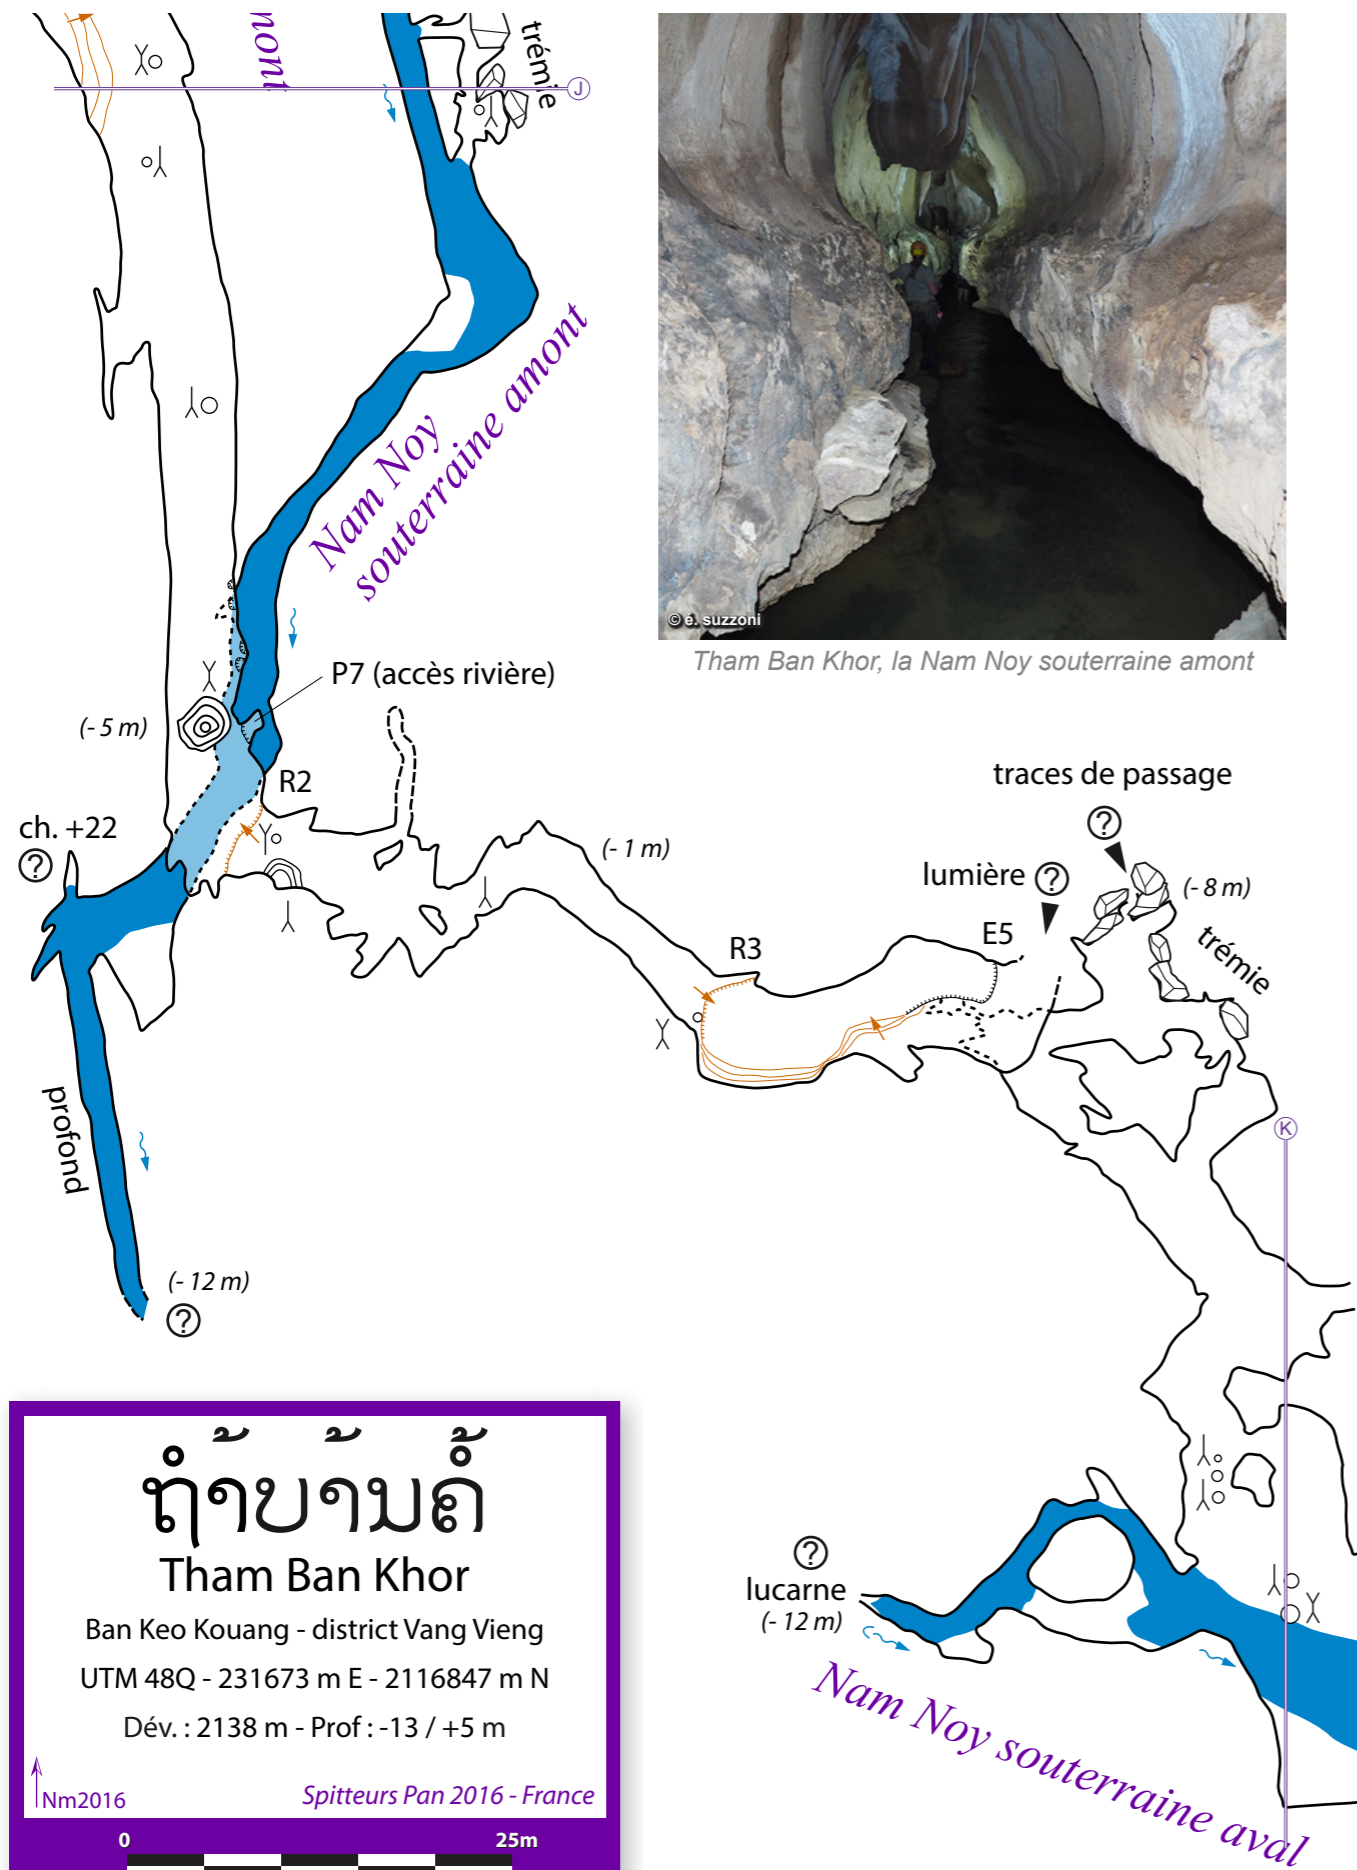 mont
trémie
J
© é. suzzoni
Tham Ban Khor, la Nam Noy souterraine amont
Nam Noy
souterraine amont
P7 (accès rivière)
(- 5 m)
R2
ch. +22
?
(- 1 m)
traces de passage
?
lumière ?
(- 8 m)
E5
R3
trémie
K
profond
(- 12 m)
?
?
lucarne
(- 12 m)
Nam Noy souterraine aval
ຖ້ຳບ້ານຄໍ້
Tham Ban Khor
Ban Keo Kouang - district Vang Vieng
UTM 48Q - 231673 m E - 2116847 m N
Dév. : 2138 m - Prof : -13 / +5 m
Nm2016
Spitteurs Pan 2016 - France
0 25m